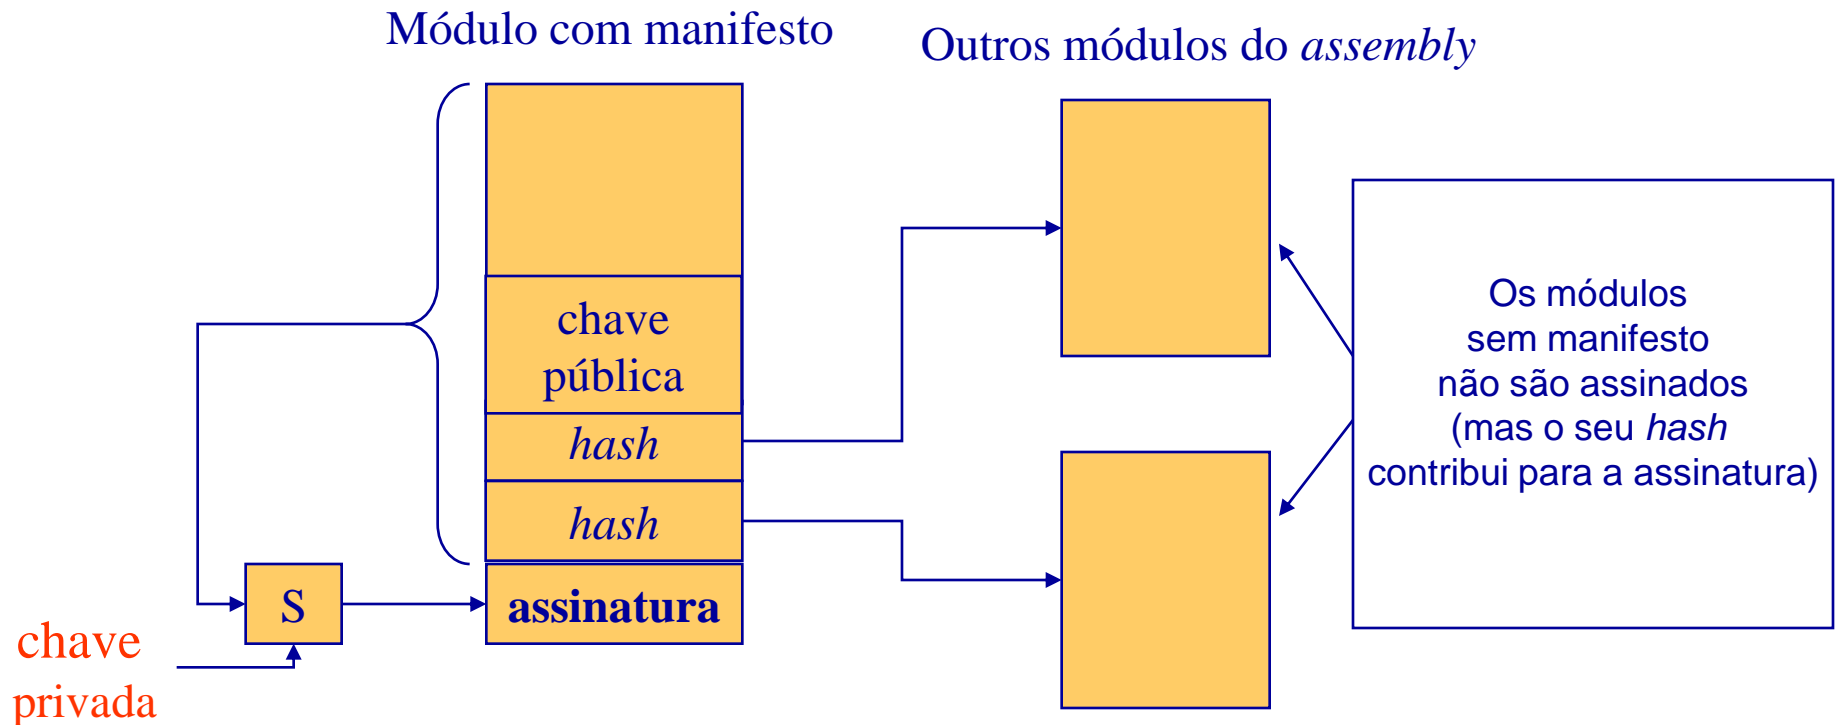 Módulo com manifesto
Outros módulos do assembly
chave
pública
hash
hash
assinatura
S
chave
privada
Os módulos
sem manifesto
não são assinados
(mas o seu hash
contribui para a assinatura)